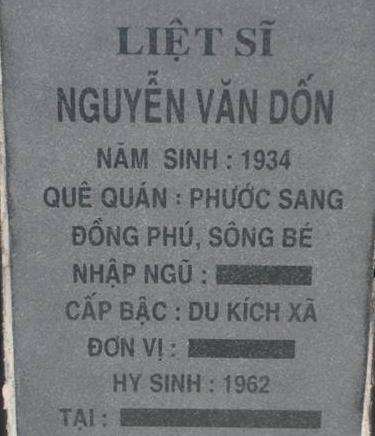 LIỆT SĨ
NGUYỄN VĂN DỐN
NĂM SINH : 1934
QUÊ QUÁN : PHƯỚC SANG
ĐỒNG PHÚ, SÔNG BÉ
NHẬP NGŨ :
CẤP BẬC : DU KÍCH XÃ
ĐƠN VỊ :
HY SINH : 1962
TẠI :